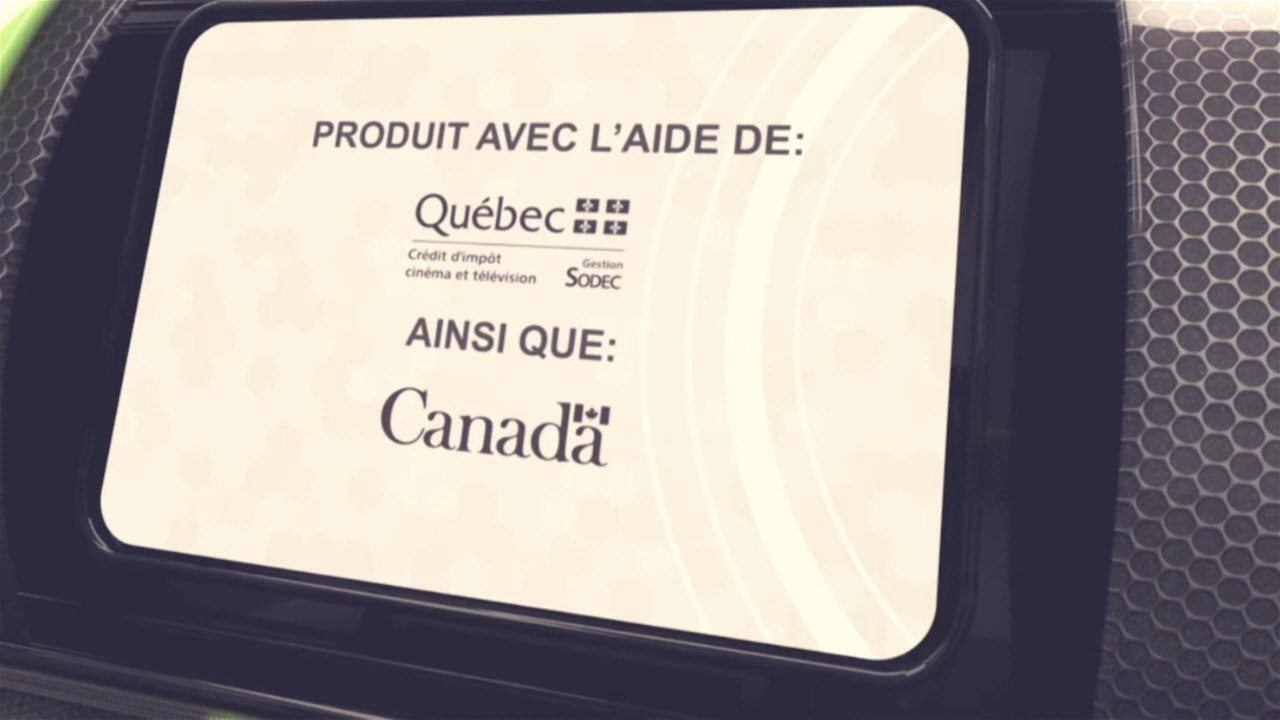 PRODUIT AVEC L'AIDE DE:
Québec
Crédit d'impôt
cinéma et télévision
Gestion
SODEC
AINSI QUE:
Canada